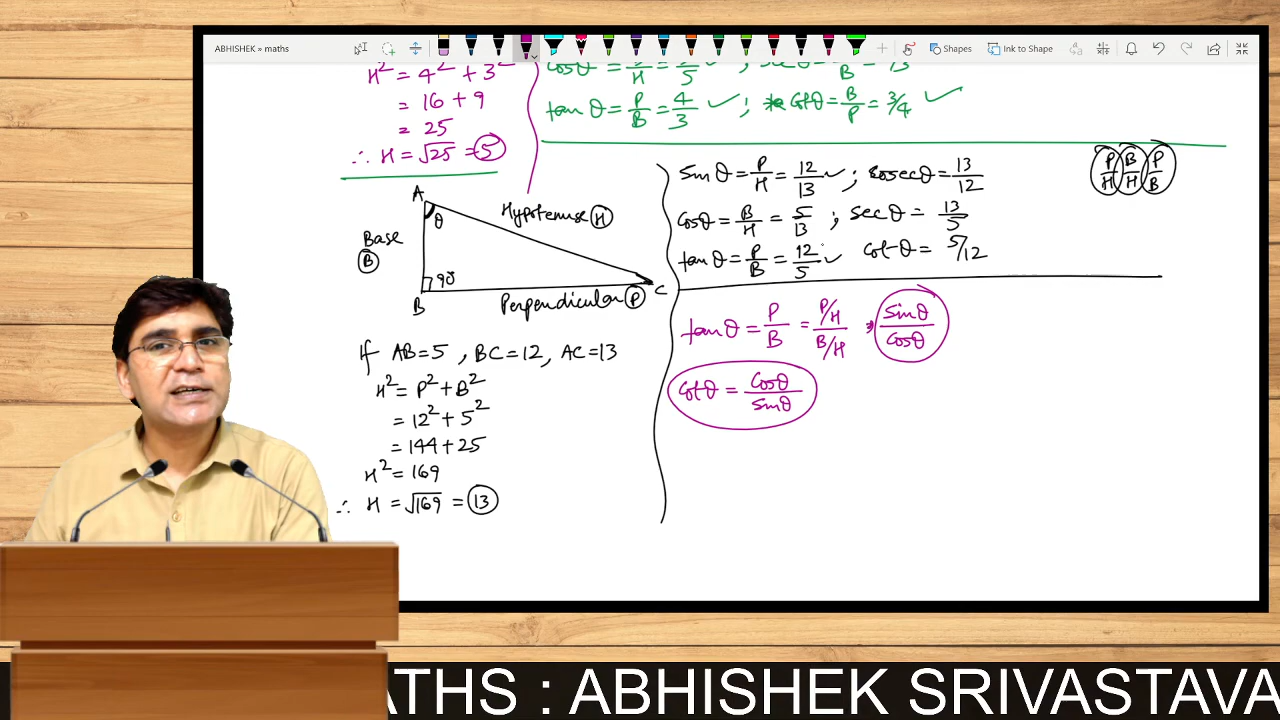 ABHISHEK » maths
Shapes
Ink to Shape
H² = 4² + 3²
= 16 + 9
= 25
∴ H = √25 = 5
tan θ = P/B = 4/3 ✓ ; cot θ = B/P = 3/4 ✓
A
θ
Hypotenuse H
Base
B
90°
B
Perpendicular P
C
If AB = 5 , BC = 12, AC = 13
H² = P² + B²
= 12² + 5²
= 144 + 25
H² = 169
∴ H = √169 = 13
sin θ = P/H = 12/13 ✓ ; cosec θ = 13/12
cos θ = B/H = 5/13 ; sec θ = 13/5
tan θ = P/B = 12/5 ✓ cot θ = 5/12
P/H B/H P/B
tan θ = P/B = P/H / B/H = sin θ / cos θ
cot θ = cos θ / sin θ
ATHS : ABHISHEK SRIVASTAVA